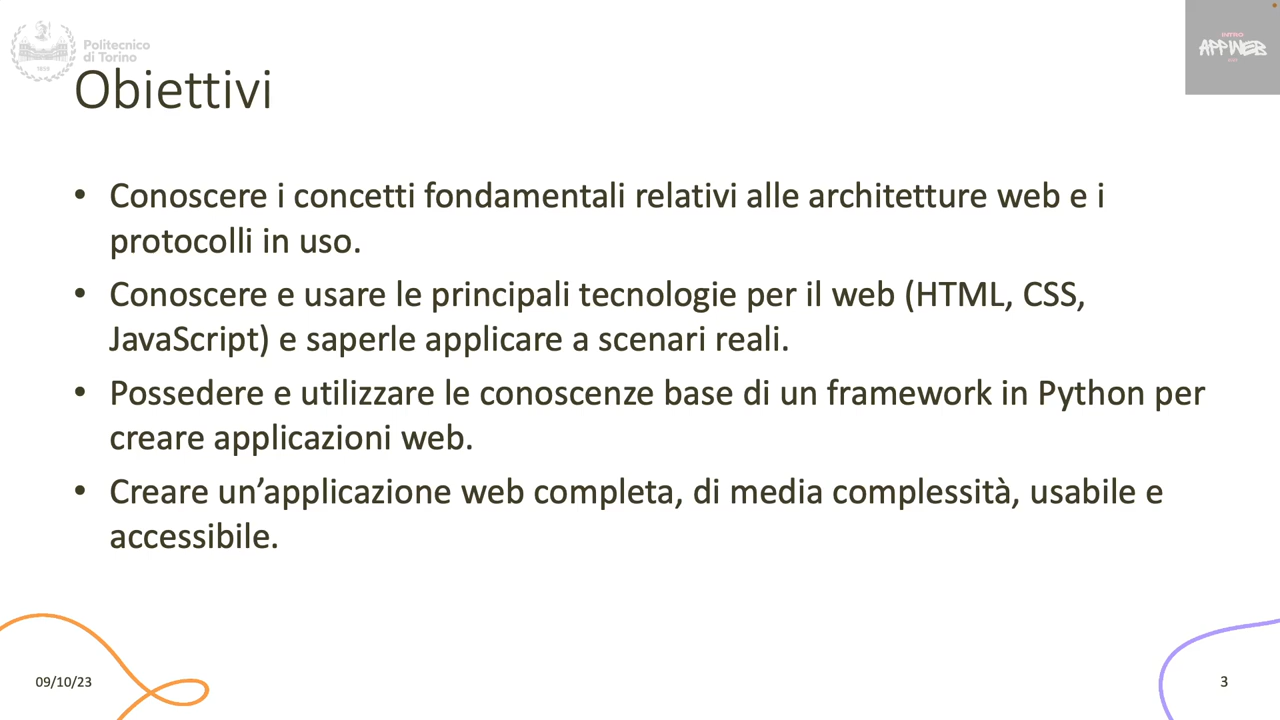 Politecnico
di Torino
1859
INTRO
APPWEB
Obiettivi
• Conoscere i concetti fondamentali relativi alle architetture web e i
protocolli in uso.
• Conoscere e usare le principali tecnologie per il web (HTML, CSS,
JavaScript) e saperle applicare a scenari reali.
• Possedere e utilizzare le conoscenze base di un framework in Python per
creare applicazioni web.
• Creare un’applicazione web completa, di media complessità, usabile e
accessibile.
09/10/23
3